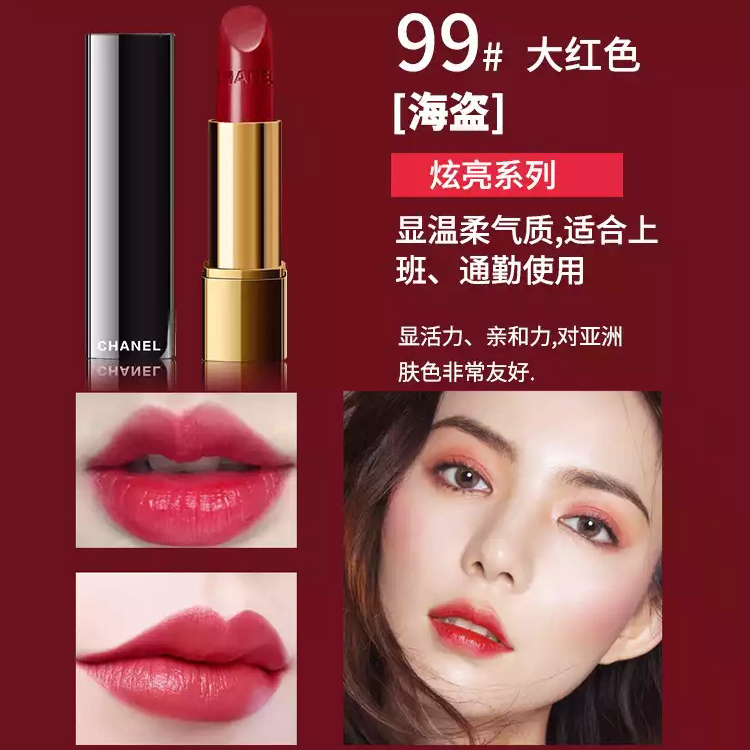 99# 大红色
[海盗]
炫亮系列
显温柔气质,适合上
班、通勤使用
显活力、亲和力,对亚洲
肤色非常友好.
CHANEL
CHANEL